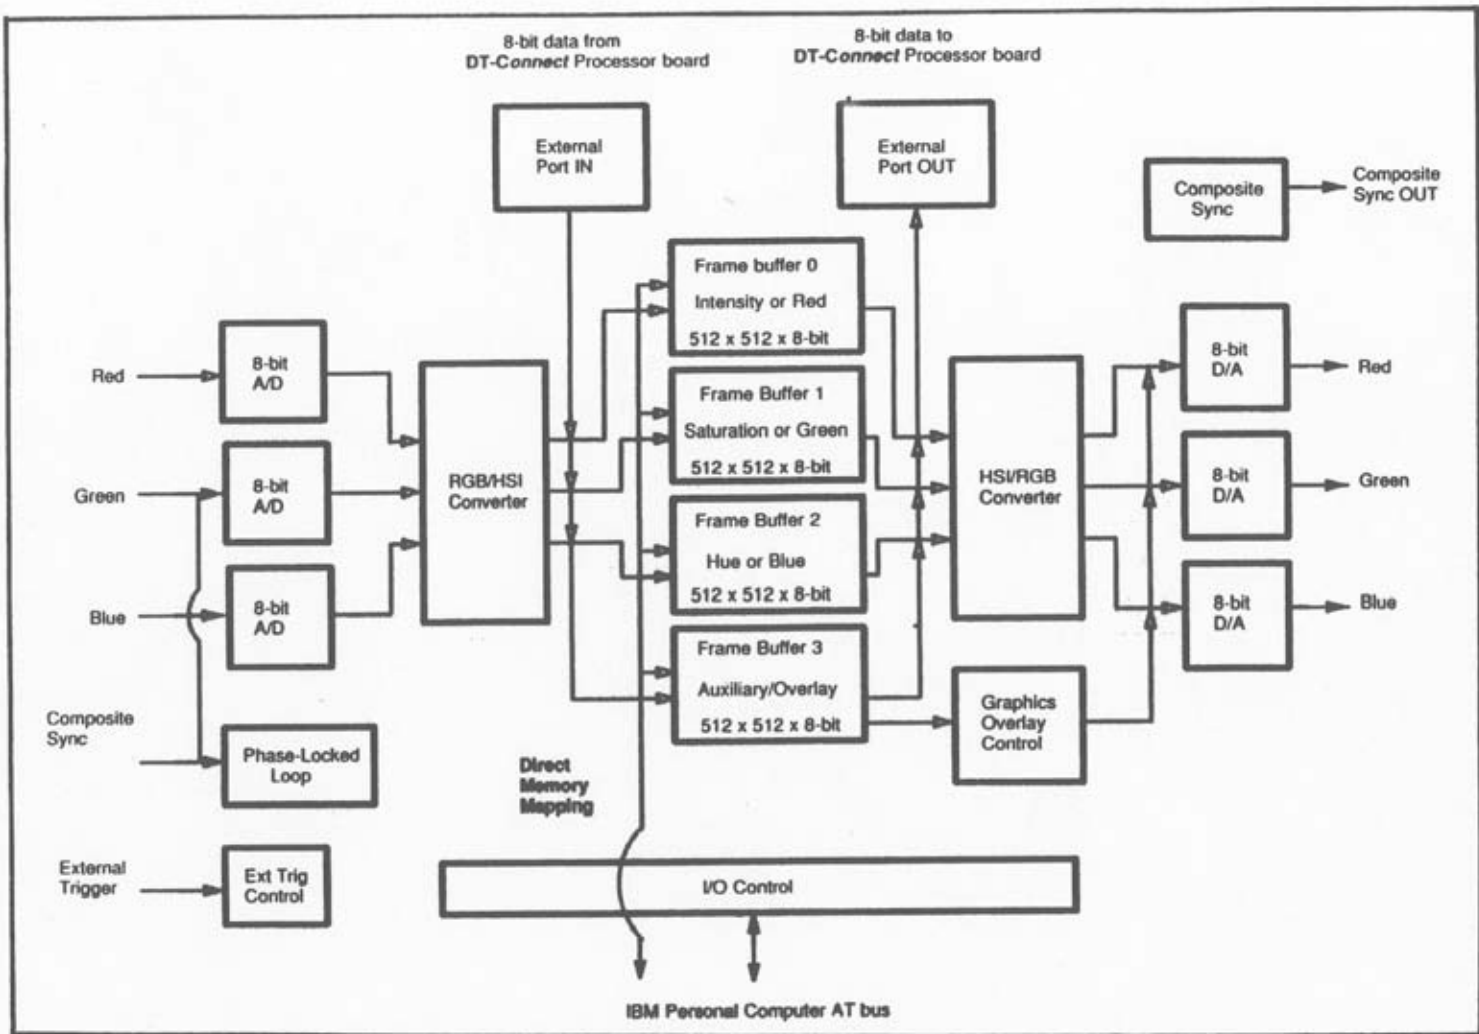 8-bit data from
DT-Connect Processor board
8-bit data to
DT-Connect Processor board
External
Port IN
External
Port OUT
Composite
Sync
Composite
Sync OUT
Frame buffer 0
Intensity or Red
512 x 512 x 8-bit
Red
8-bit
A/D
Frame Buffer 1
Saturation or Green
512 x 512 x 8-bit
8-bit
D/A
Red
Green
8-bit
A/D
RGB/HSI
Converter
Frame Buffer 2
Hue or Blue
512 x 512 x 8-bit
HSI/RGB
Converter
8-bit
D/A
Green
Blue
8-bit
A/D
8-bit
D/A
Blue
Frame Buffer 3
Auxiliary/Overlay
512 x 512 x 8-bit
Graphics
Overlay
Control
Composite
Sync
Phase-Locked
Loop
Direct
Memory
Mapping
External
Trigger
Ext Trig
Control
I/O Control
IBM Personal Computer AT bus